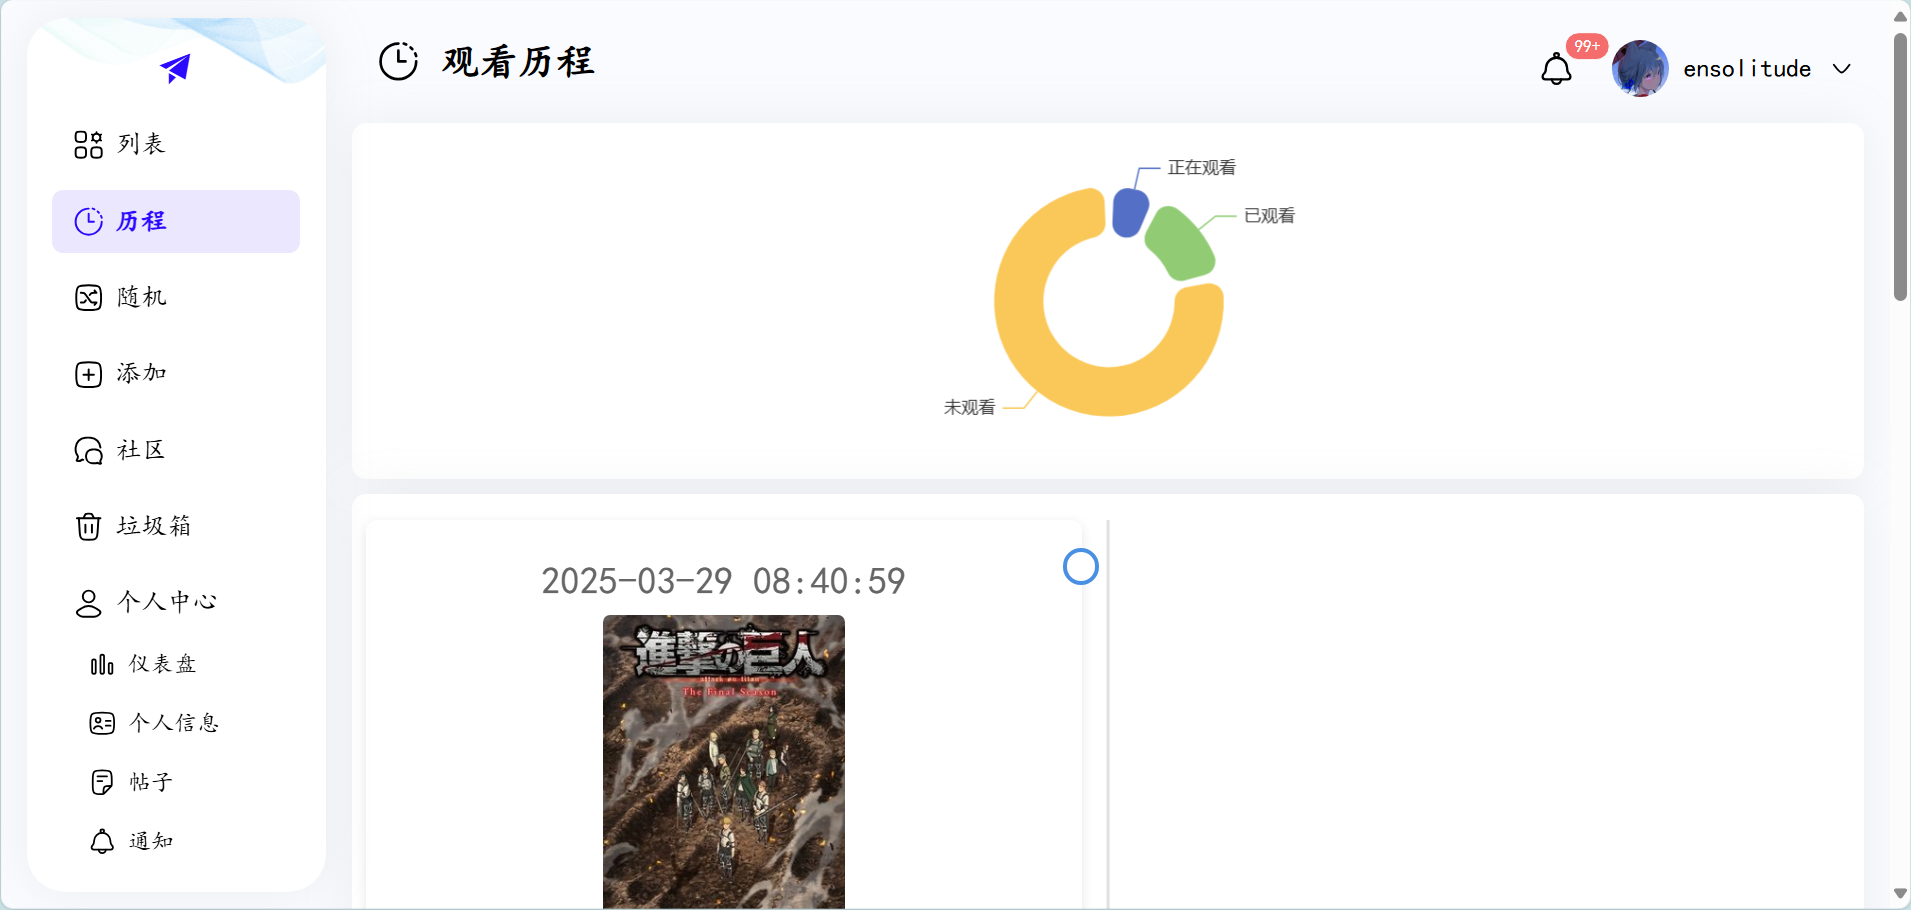 列表
历程
随机
添加
社区
垃圾箱
个人中心
仪表盘
个人信息
帖子
通知
观看历程
99+
ensolitude
正在观看
已观看
未观看
2025-03-29 08:40:59
進撃の巨人
attack on titan
The Final Season